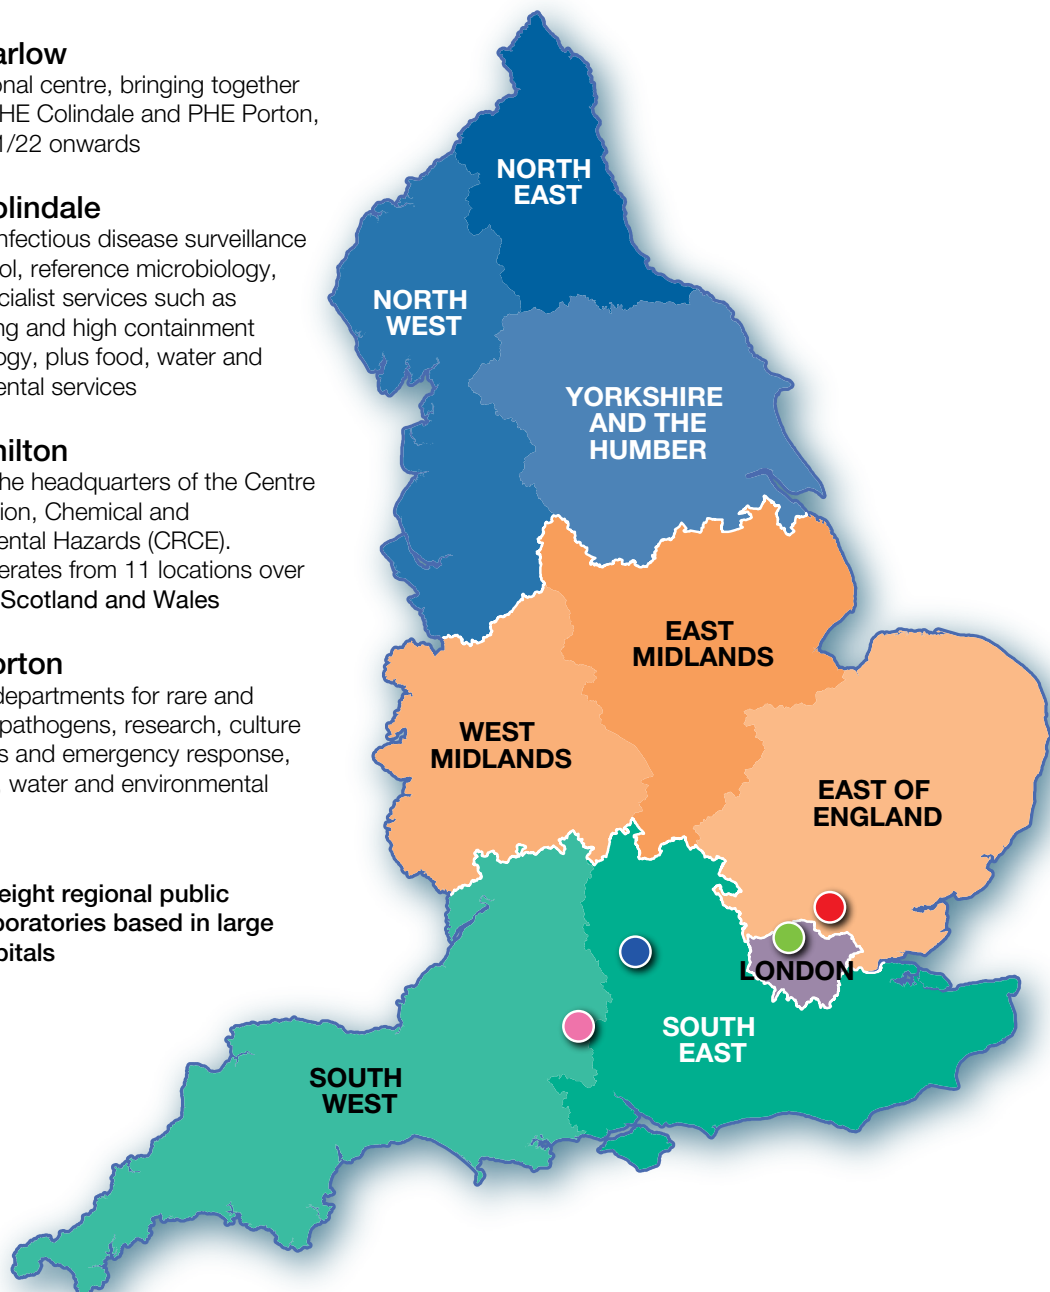 arlow
onal centre, bringing together
HE Colindale and PHE Porton,
1/22 onwards
olindale
nfectious disease surveillance
ol, reference microbiology,
cialist services such as
ng and high containment
ogy, plus food, water and
ental services
hilton
he headquarters of the Centre
ion, Chemical and
ental Hazards (CRCE).
erates from 11 locations over
Scotland and Wales
orton
departments for rare and
pathogens, research, culture
s and emergency response,
, water and environmental
eight regional public
boratories based in large
pitals
NORTH
EAST
NORTH
WEST
YORKSHIRE
AND THE
HUMBER
EAST
MIDLANDS
WEST
MIDLANDS
EAST OF
ENGLAND
LONDON
SOUTH
EAST
SOUTH
WEST